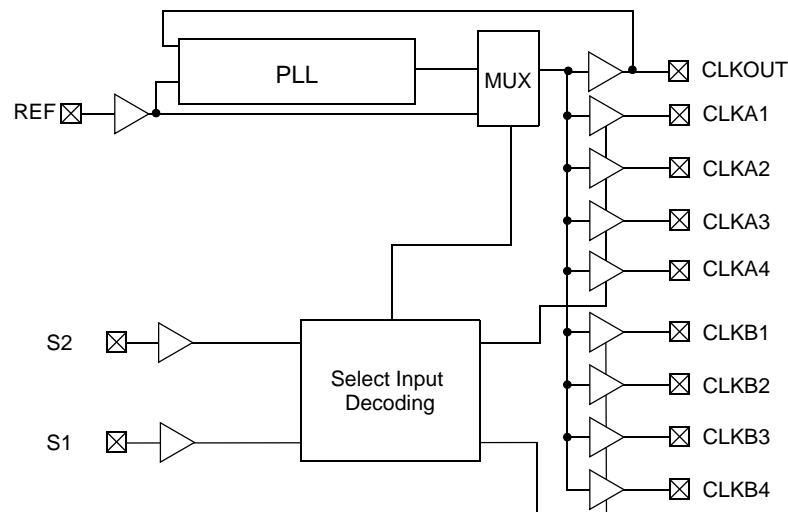 PLL
MUX
CLKOUT
REF
CLKA1
CLKA2
CLKA3
CLKA4
S2
CLKB1
Select Input
Decoding
CLKB2
S1
CLKB3
CLKB4